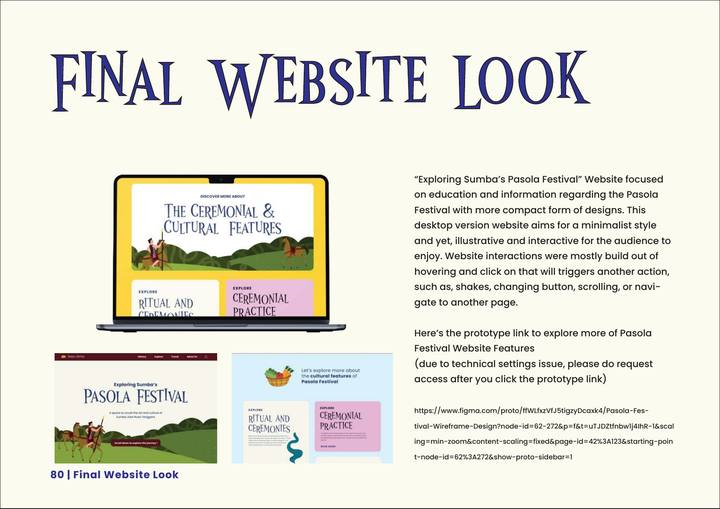 FINAL WEBSITE LOOK
DISCOVER MORE ABOUT
THE CEREMONIAL &
CULTURAL FEATURES
EXPLORE
RITUAL AND
CEREMONIES
EXPLORE
CEREMONIAL
PRACTICE
Exploring Sumba's
PASOLA FESTIVAL
Let's explore more about
the cultural features of
Pasola Festival
EXPLORE
RITUAL AND
CEREMONIES
EXPLORE
CEREMONIAL
PRACTICE
"Exploring Sumba's Pasola Festival" Website focused
on education and information regarding the Pasola
Festival with more compact form of designs. This
desktop version website aims for a minimalist style
and yet, illustrative and interactive for the audience to
enjoy. Website interactions were mostly build out of
hovering and click on that will triggers another action,
such as, shakes, changing button, scrolling, or navi-
gate to another page.
Here's the prototype link to explore more of Pasola
Festival Website Features
(due to technical settings issue, please do request
access after you click the prototype link)
https://www.figma.com/proto/ffWLfxzVfJ5tigzyDcaxk4/Pasola-Fes-
tival-Wireframe-Design?node-id=62-272&p=f&t=uTJDZtfnbw1j4IhR-1&scal
ing=min-zoom&content-scaling=fixed&page-id=42%3A123&starting-poin
t-node-id=62%3A272&show-proto-sidebar=1
80 | Final Website Look